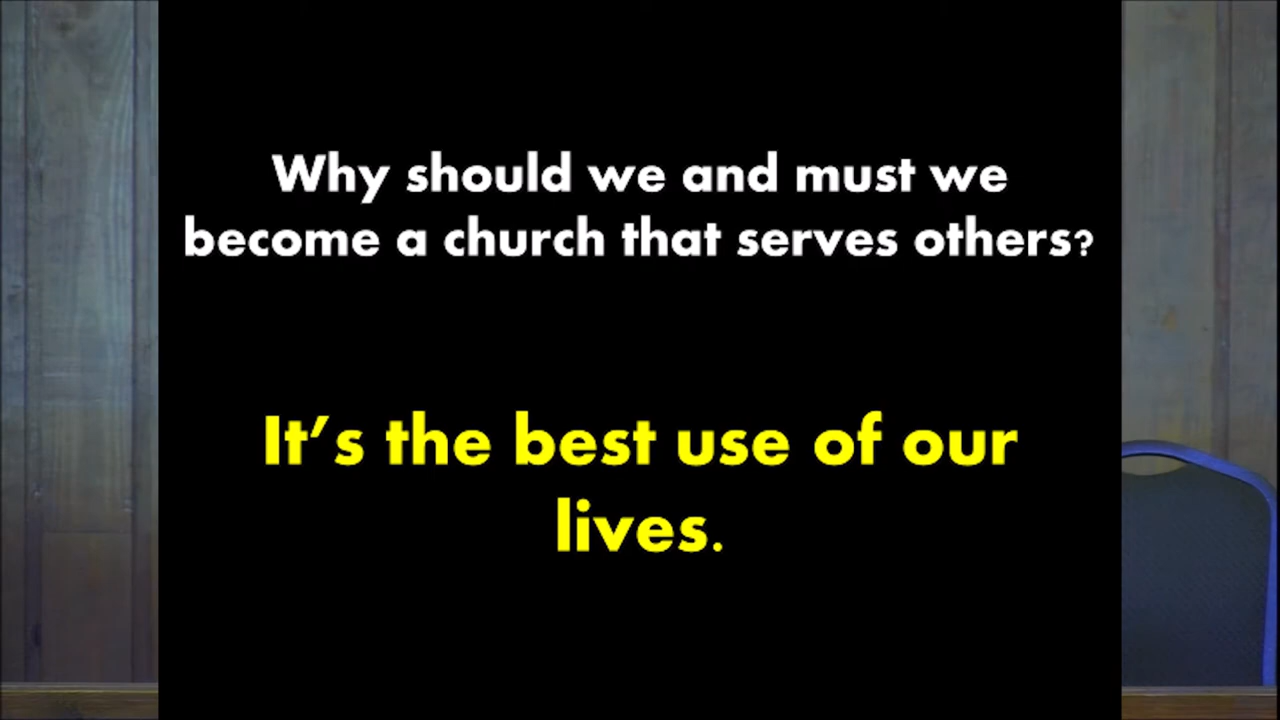 Why should we and must we
become a church that serves others?
It's the best use of our
lives.